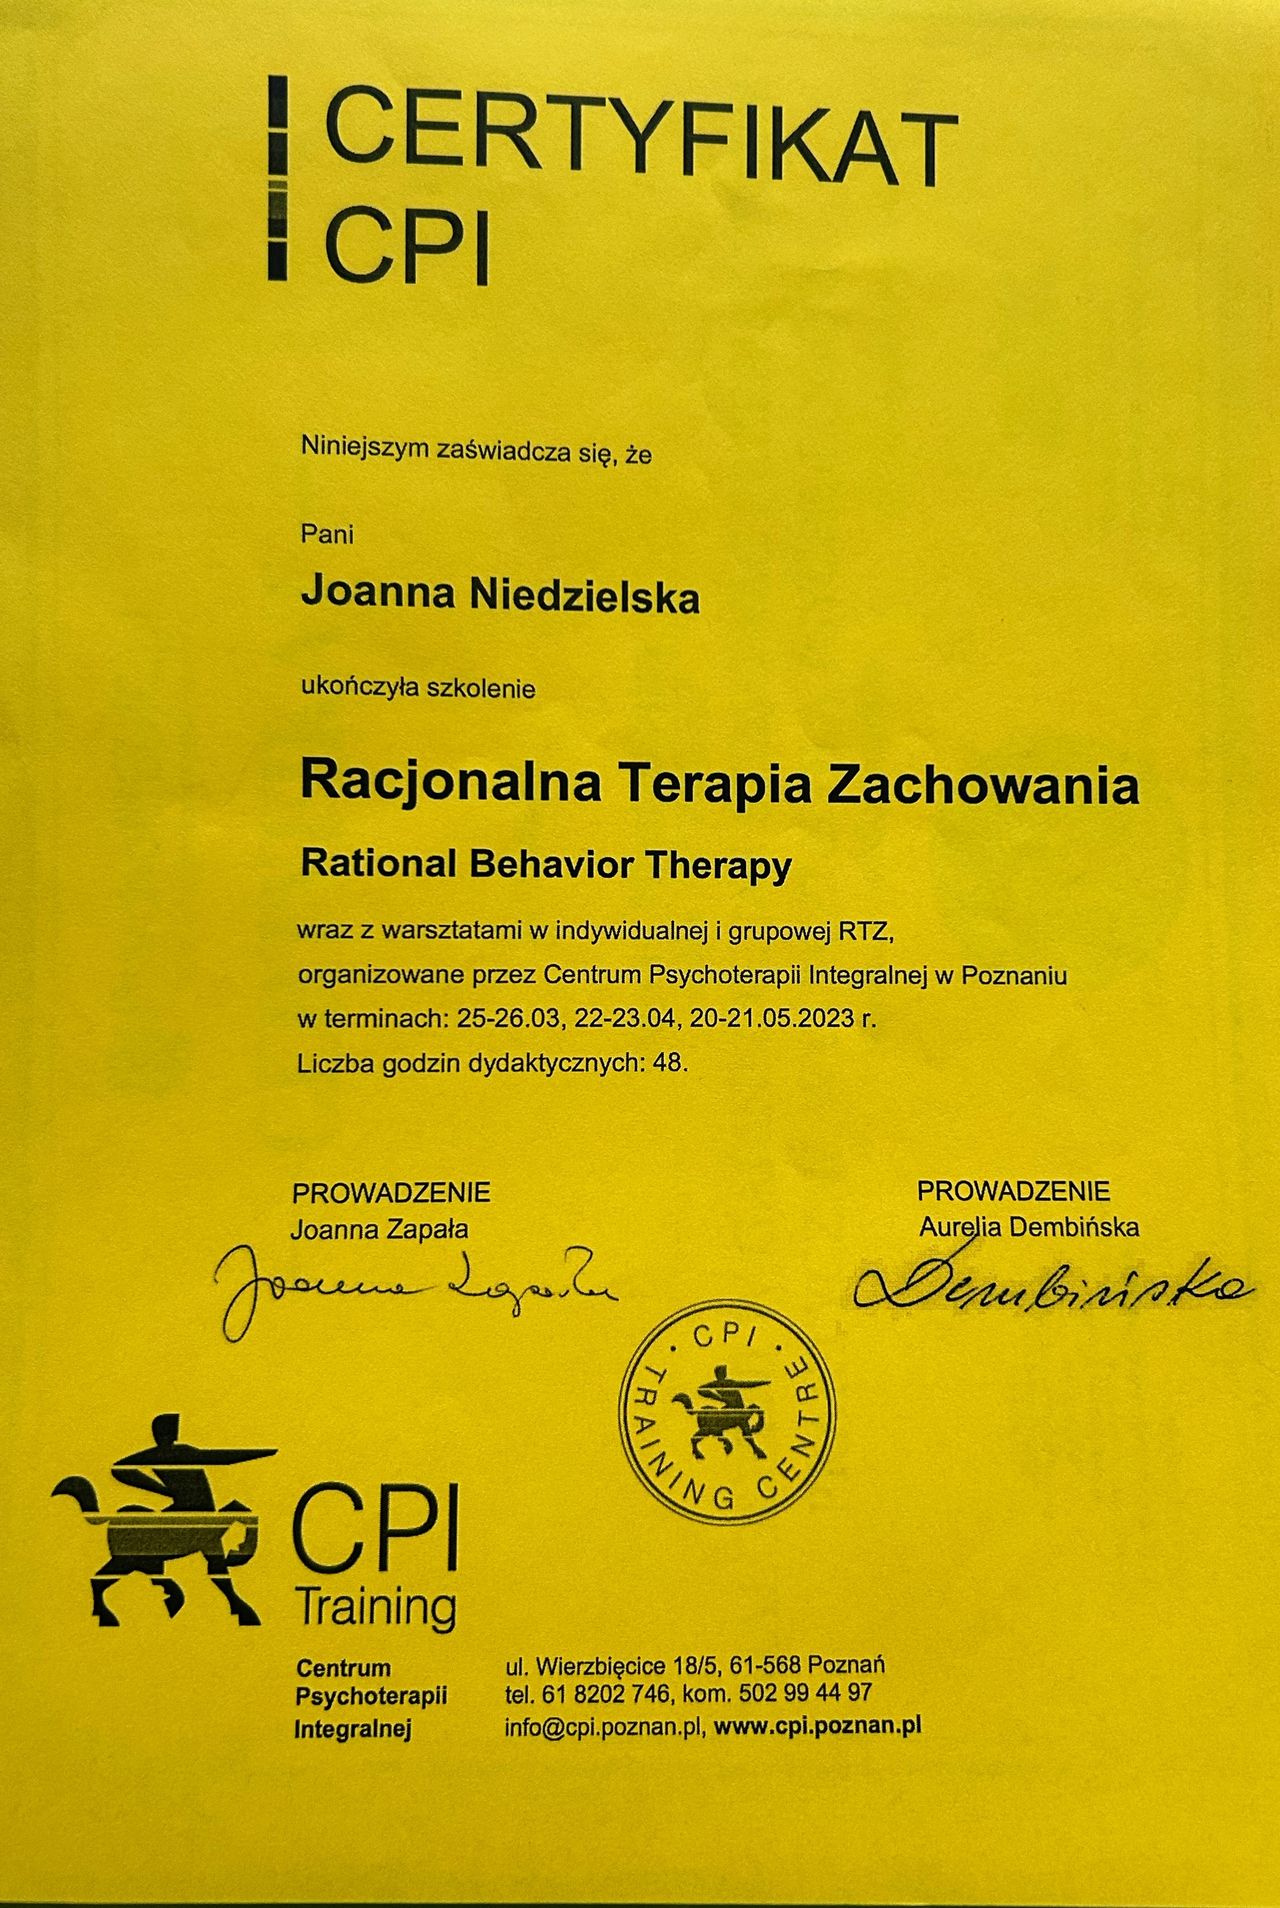 CERTYFIKAT
CPI
Niniejszym zaświadcza się, że
Pani
Joanna Niedzielska
ukończyła szkolenie
Racjonalna Terapia Zachowania
Rational Behavior Therapy
wraz z warsztatami w indywidualnej i grupowej RTZ,
organizowane przez Centrum Psychoterapii Integralnej w Poznaniu
w terminach: 25-26.03, 22-23.04, 20-21.05.2023 r.
Liczba godzin dydaktycznych: 48.
PROWADZENIE
Joanna Zapała
Joanna Zapała
PROWADZENIE
Aurelia Dembińska
Dembińska
· CPI ·
TRAINING CENTRE
CPI
Training
Centrum
Psychoterapii
Integralnej
ul. Wierzbięcice 18/5, 61-568 Poznań
tel. 61 8202 746, kom. 502 99 44 97
info@cpi.poznan.pl, www.cpi.poznan.pl